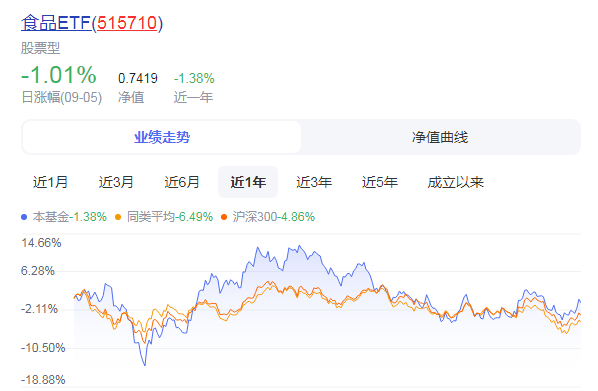 食品ETF(515710)
股票型
-1.01% 0.7419 -1.38%
日涨幅(09-05) 净值 近一年
业绩走势 净值曲线
近1月 近3月 近6月 近1年 近3年 近5年 成立以来
本基金-1.38% 同类平均-6.49% 沪深300-4.86%
14.66%
6.28%
-2.11%
-10.50%
-18.88%